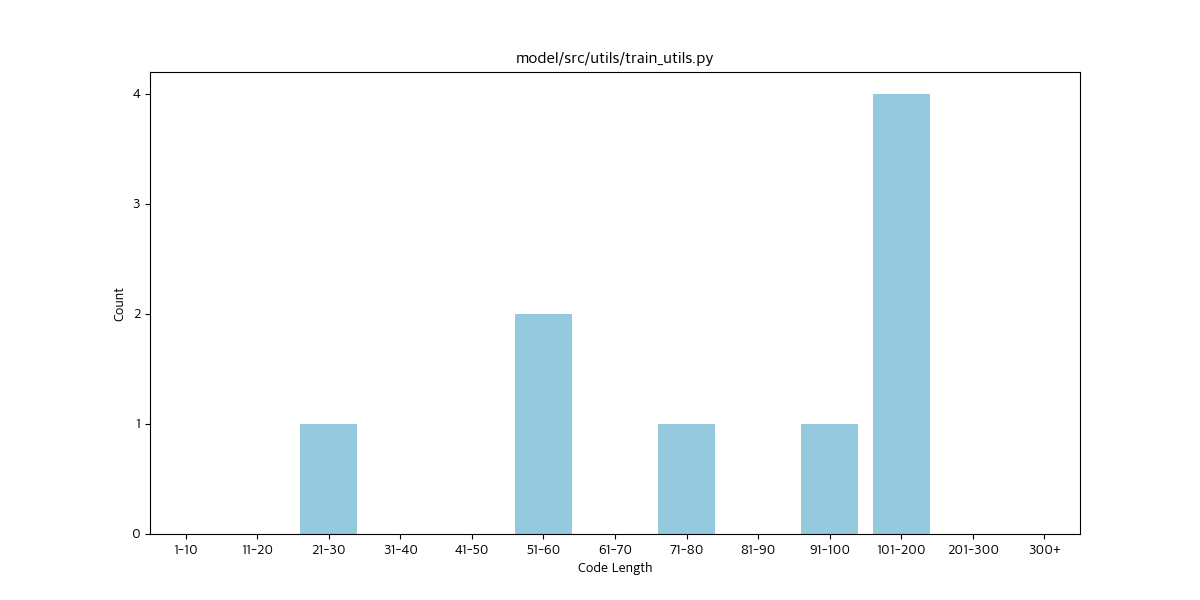 model/src/utils/train_utils.py
4
3
2
1
0
Count
1-10 11-20 21-30 31-40 41-50 51-60 61-70 71-80 81-90 91-100 101-200 201-300 300+
Code Length